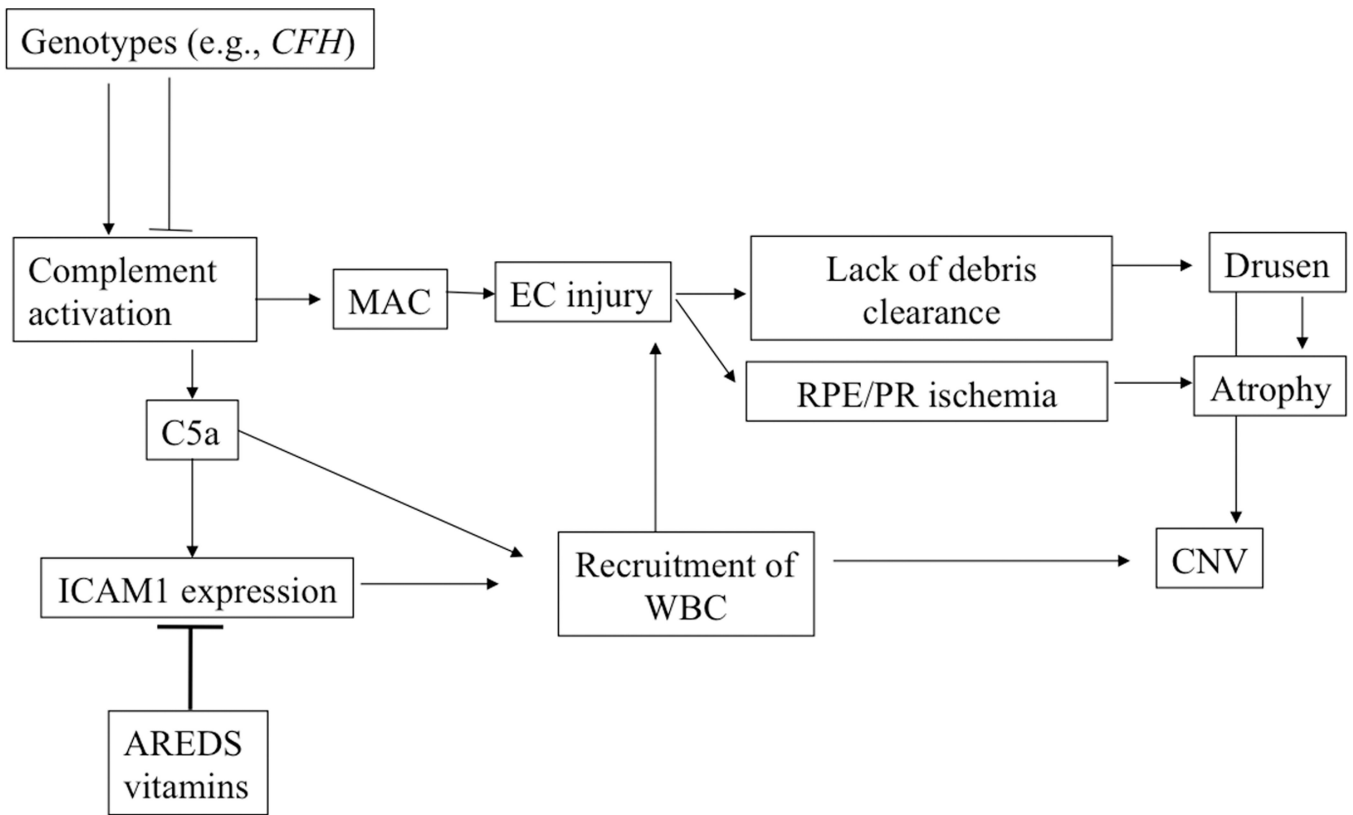 Genotypes (e.g., CFH)
Complement
activation
MAC
EC injury
Lack of debris
clearance
Drusen
RPE/PR ischemia
Atrophy
C5a
ICAM1 expression
Recruitment of
WBC
CNV
AREDS
vitamins